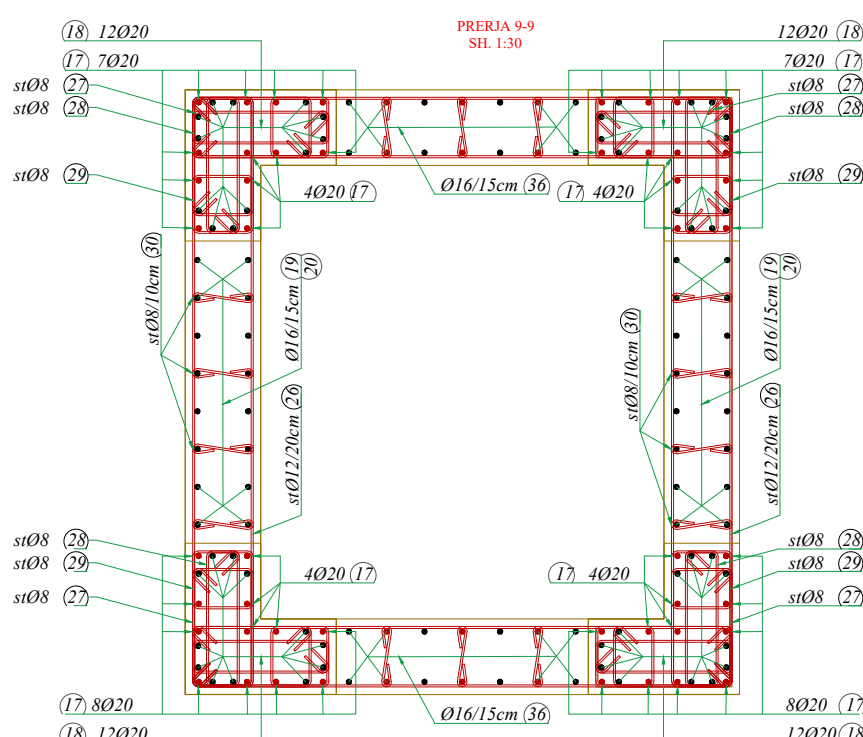 PRERJA 9-9
SH. 1:30
18 12Ø20
12Ø20 18
17 7Ø20
7Ø20 17
stØ8 27
stØ8 27
stØ8 28
stØ8 28
stØ8 29
stØ8 29
4Ø20 17
Ø16/15cm 36
17 4Ø20
stØ8/10cm 30
Ø16/15cm 19
20
stØ12/20cm 26
stØ8/10cm 30
Ø16/15cm 19
20
stØ12/20cm 26
stØ8 28
stØ8 28
stØ8 29
stØ8 29
stØ8 27
stØ8 27
4Ø20 17
17 4Ø20
17 8Ø20
Ø16/15cm 36
8Ø20 17
18 12Ø20
12Ø20 18